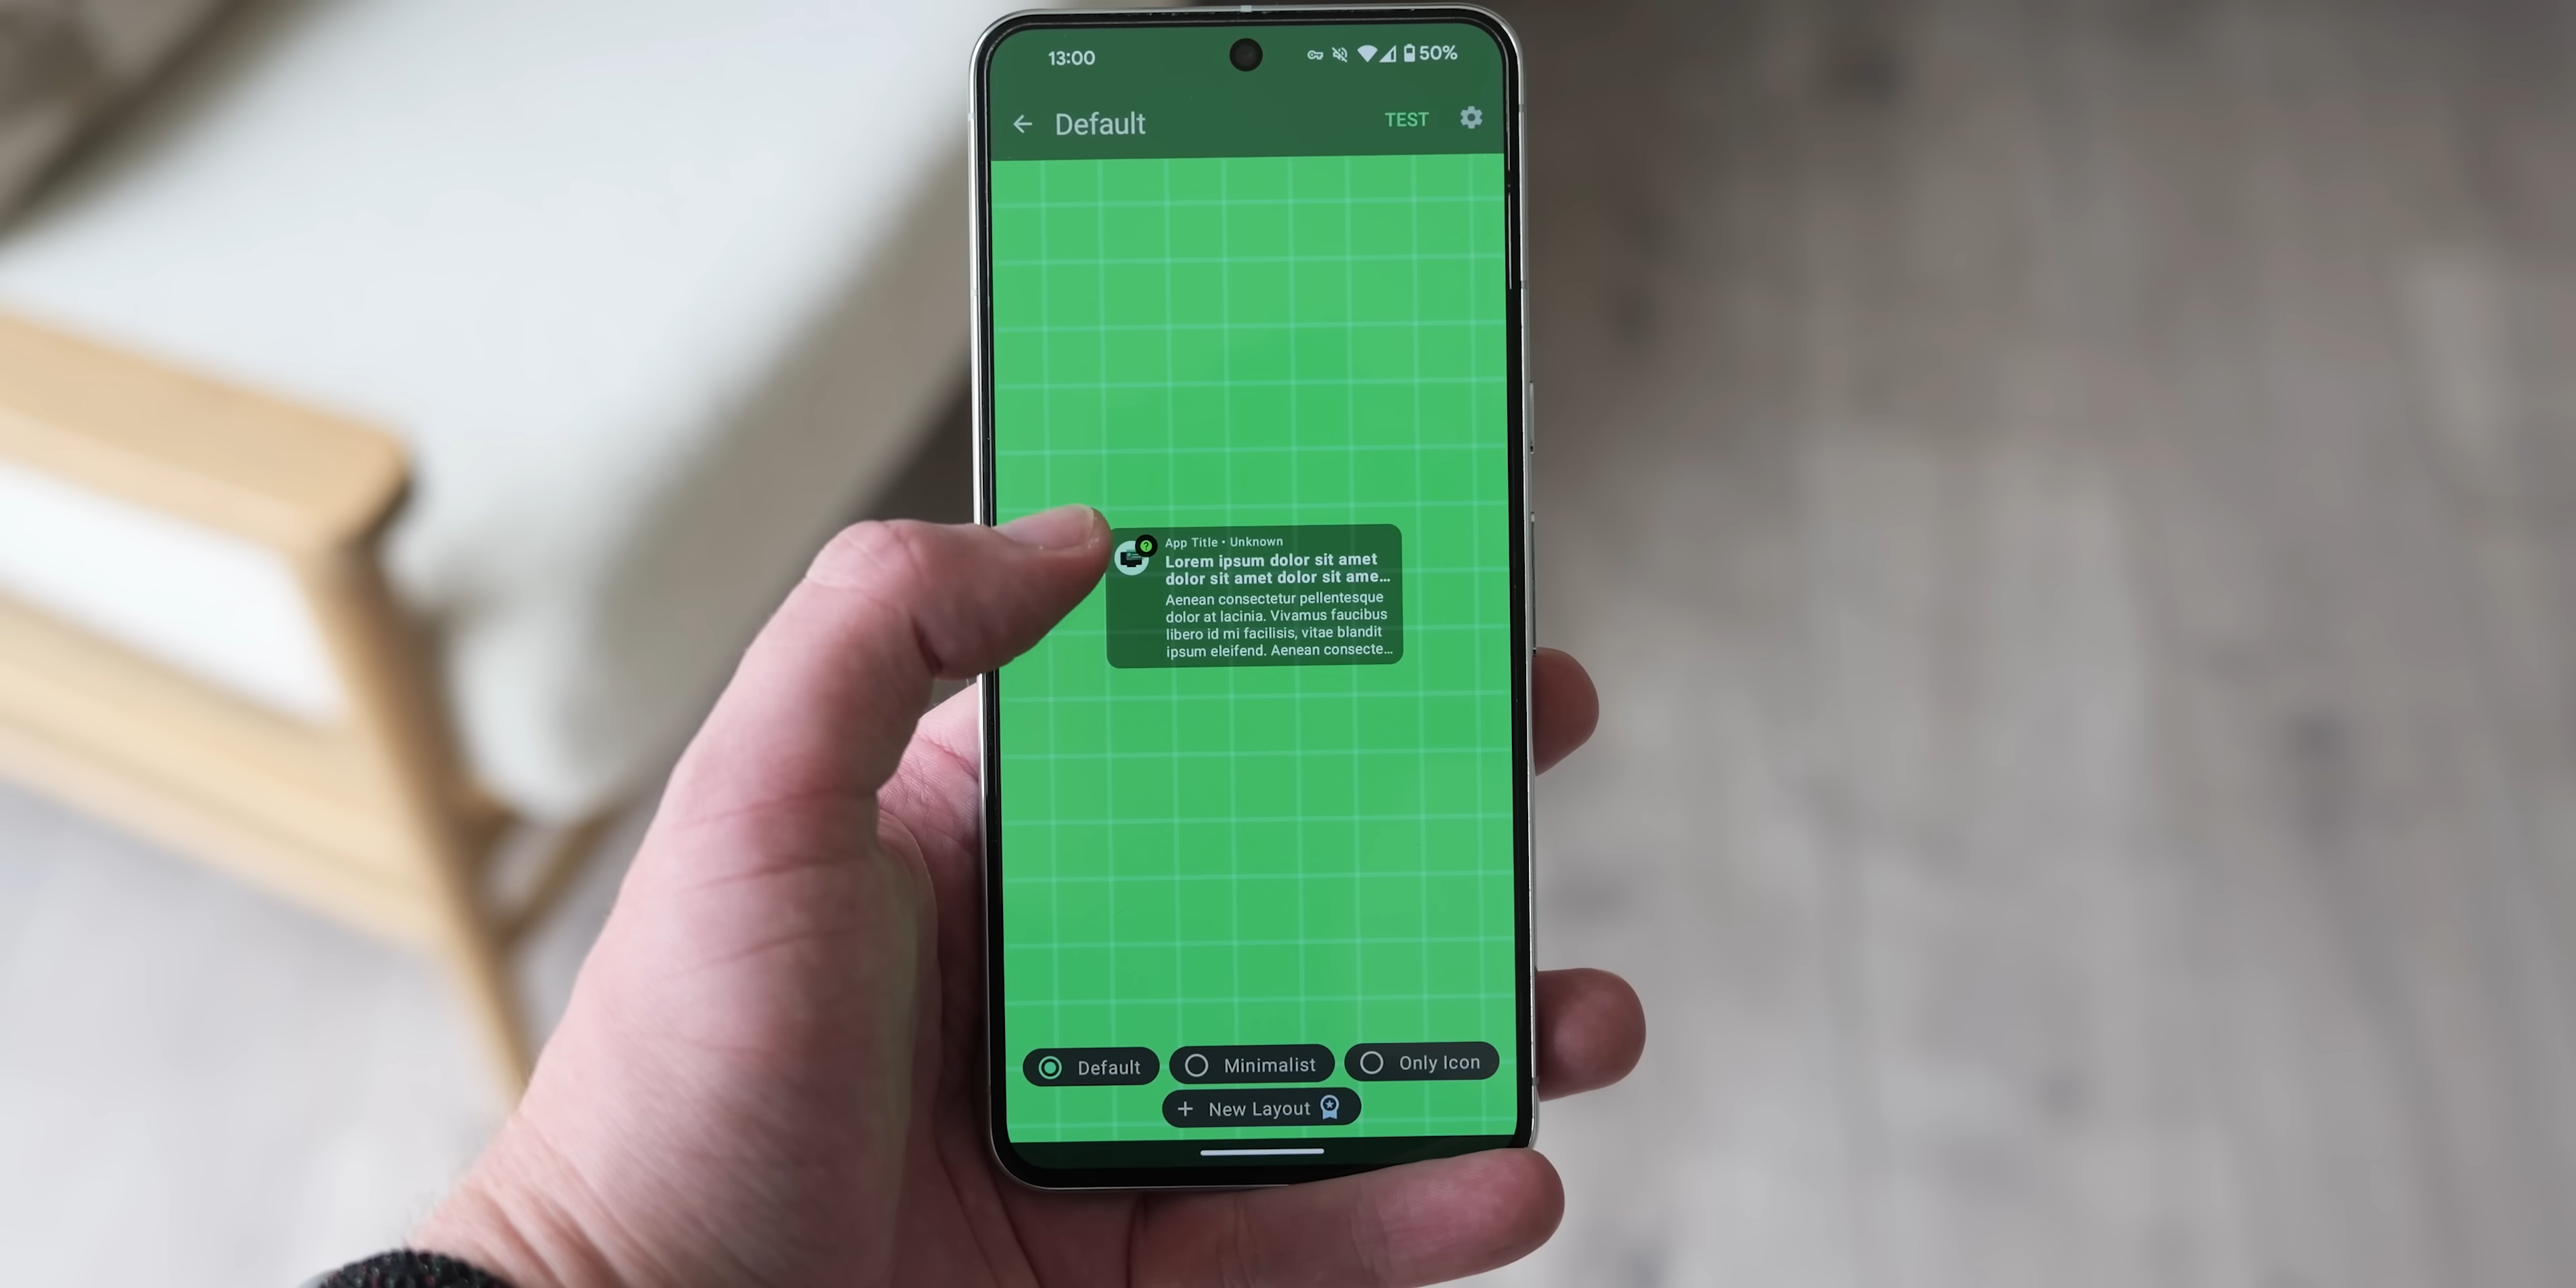 13:00
50%
Default
TEST
App Title • Unknown
Lorem ipsum dolor sit amet
dolor sit amet dolor sit ame…
Aenean consectetur pellentesque
dolor at lacinia. Vivamus faucibus
libero id mi facilisis, vitae blandit
ipsum eleifend. Aenean consecte…
Default
Minimalist
Only Icon
+ New Layout